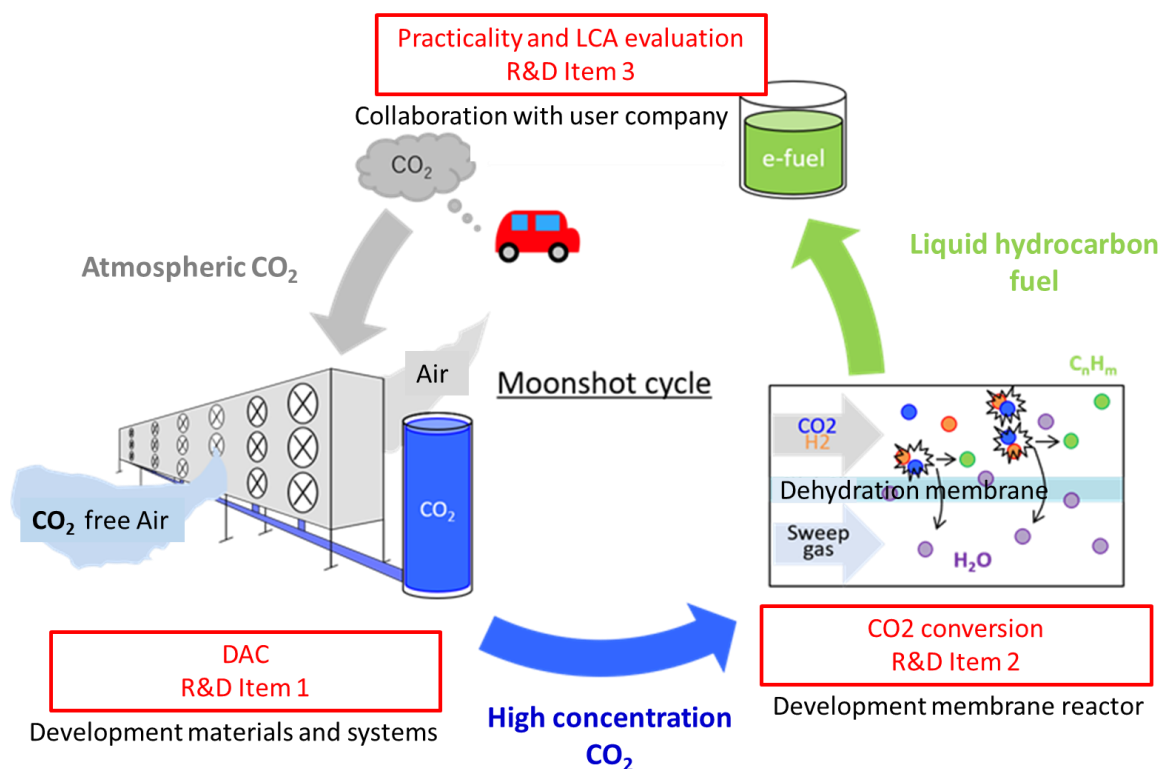 Practicality and LCA evaluation
R&D Item 3
Collaboration with user company
CO₂
e-fuel
Atmospheric CO₂
Liquid hydrocarbon
fuel
Air
Moonshot cycle
CₙHₘ
CO2
H2
Dehydration membrane
CO₂
CO₂ free Air
Sweep
gas
H₂O
DAC
R&D Item 1
Development materials and systems
High concentration
CO₂
CO2 conversion
R&D Item 2
Development membrane reactor